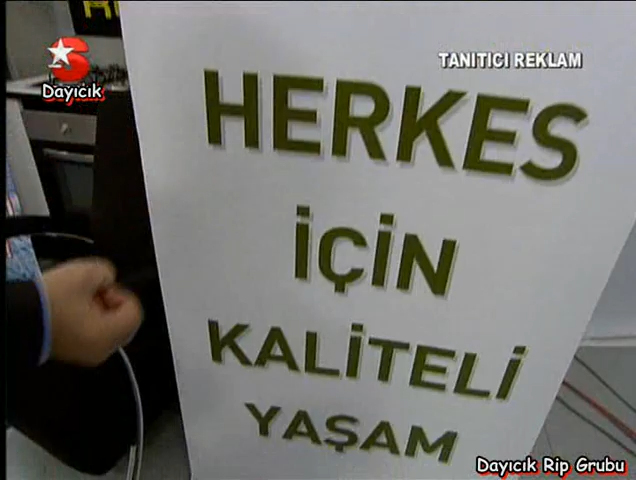 TANITICI REKLAM
Dayıcık
HERKES
İÇİN
KALİTELİ
YAŞAM
Dayıcık Rip Grubu